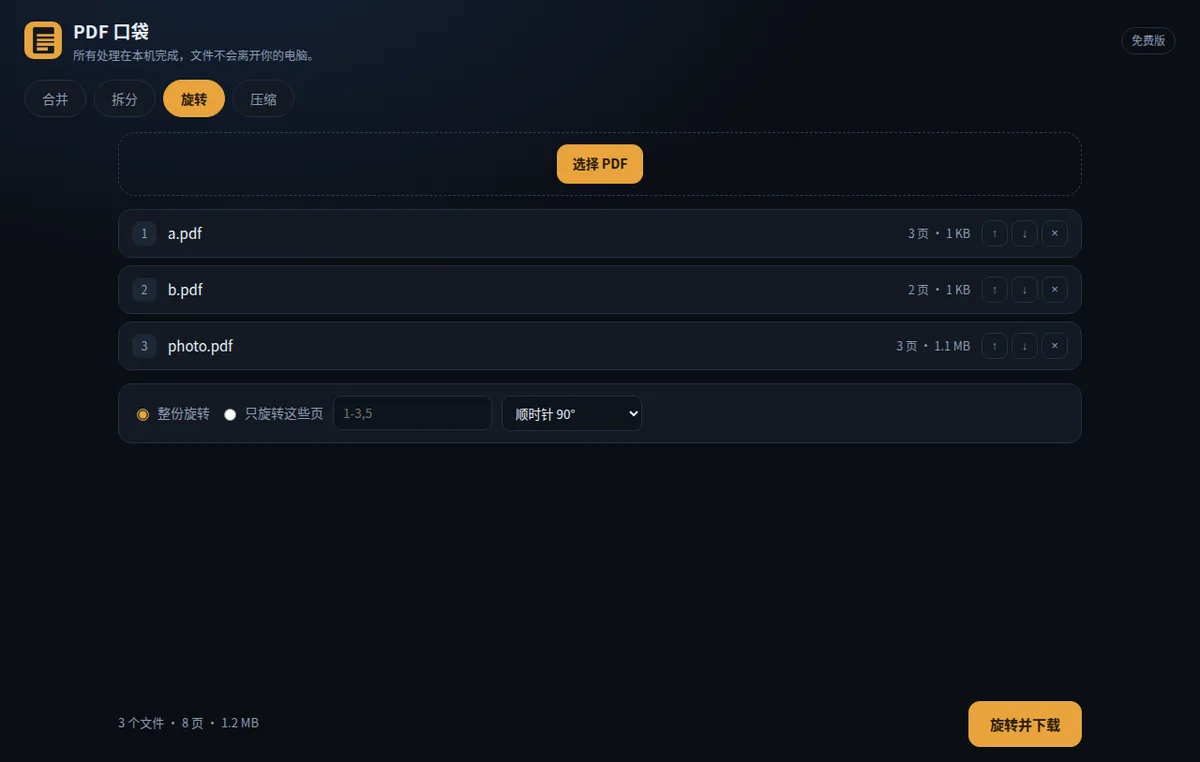 PDF 口袋
所有处理在本机完成，文件不会离开你的电脑。
免费版
合并 拆分 旋转 压缩
选择 PDF
1 a.pdf 3 页 · 1 KB ↑ ↓ ×
2 b.pdf 2 页 · 1 KB ↑ ↓ ×
3 photo.pdf 3 页 · 1.1 MB ↑ ↓ ×
整份旋转 只旋转这些页 1-3,5 顺时针 90°
3 个文件 · 8 页 · 1.2 MB
旋转并下载